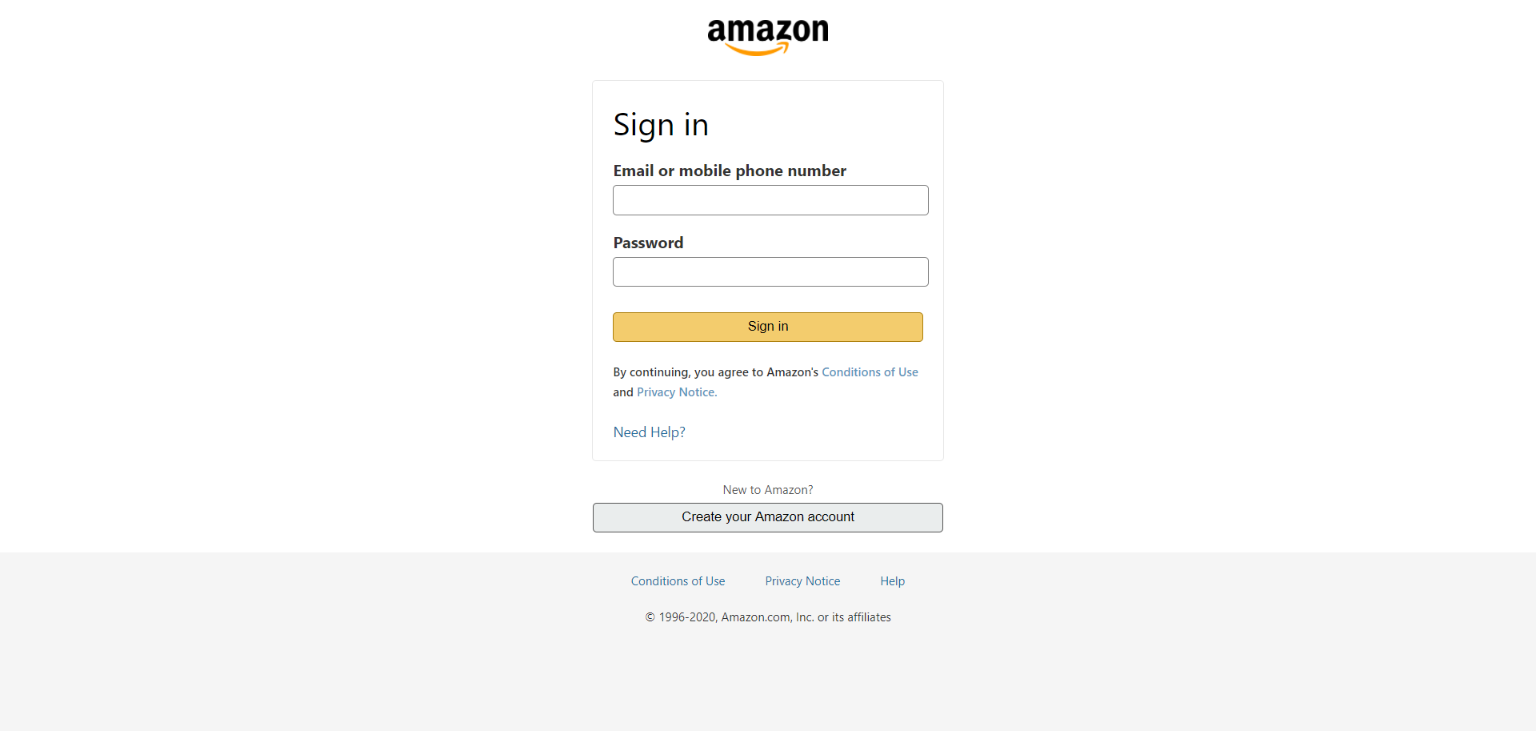 amazon
Sign in
Email or mobile phone number
Password
Sign in
By continuing, you agree to Amazon's Conditions of Use
and Privacy Notice.
Need Help?
New to Amazon?
Create your Amazon account
Conditions of Use Privacy Notice Help
© 1996-2020, Amazon.com, Inc. or its affiliates